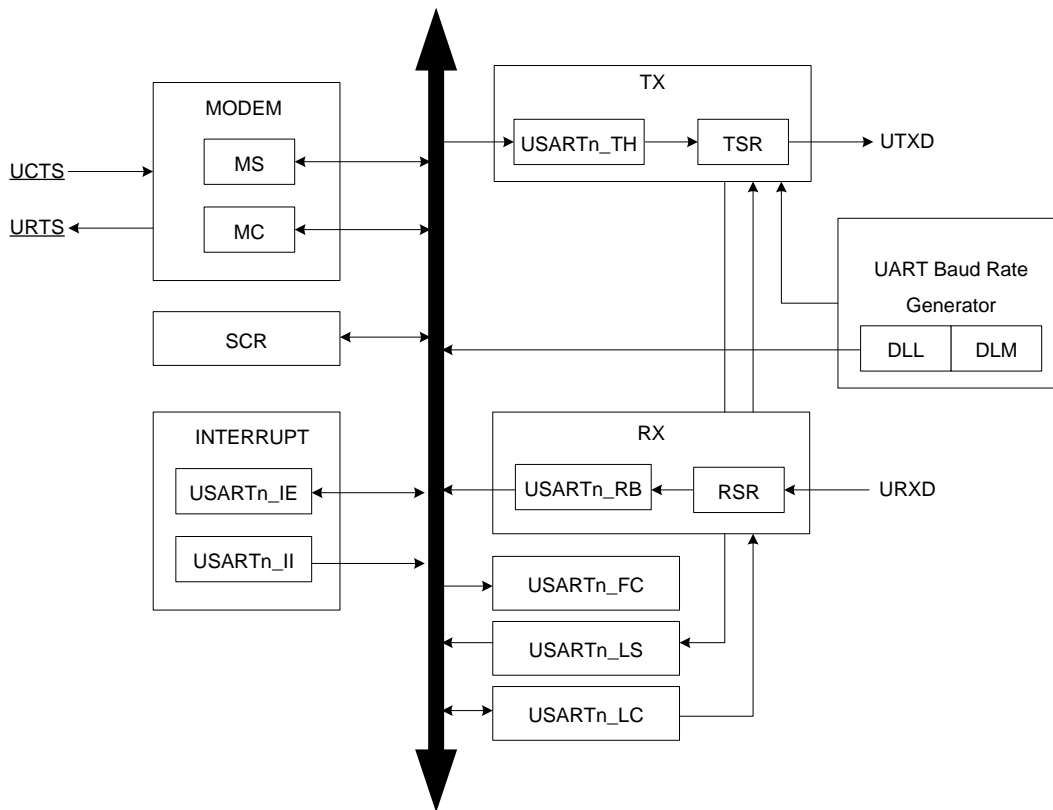 MODEM
MS
MC
UCTS
URTS
SCR
INTERRUPT
USARTn_IE
USARTn_II
TX
USARTn_TH
TSR
UTXD
UART Baud Rate
Generator
DLL
DLM
RX
USARTn_RB
RSR
URXD
USARTn_FC
USARTn_LS
USARTn_LC